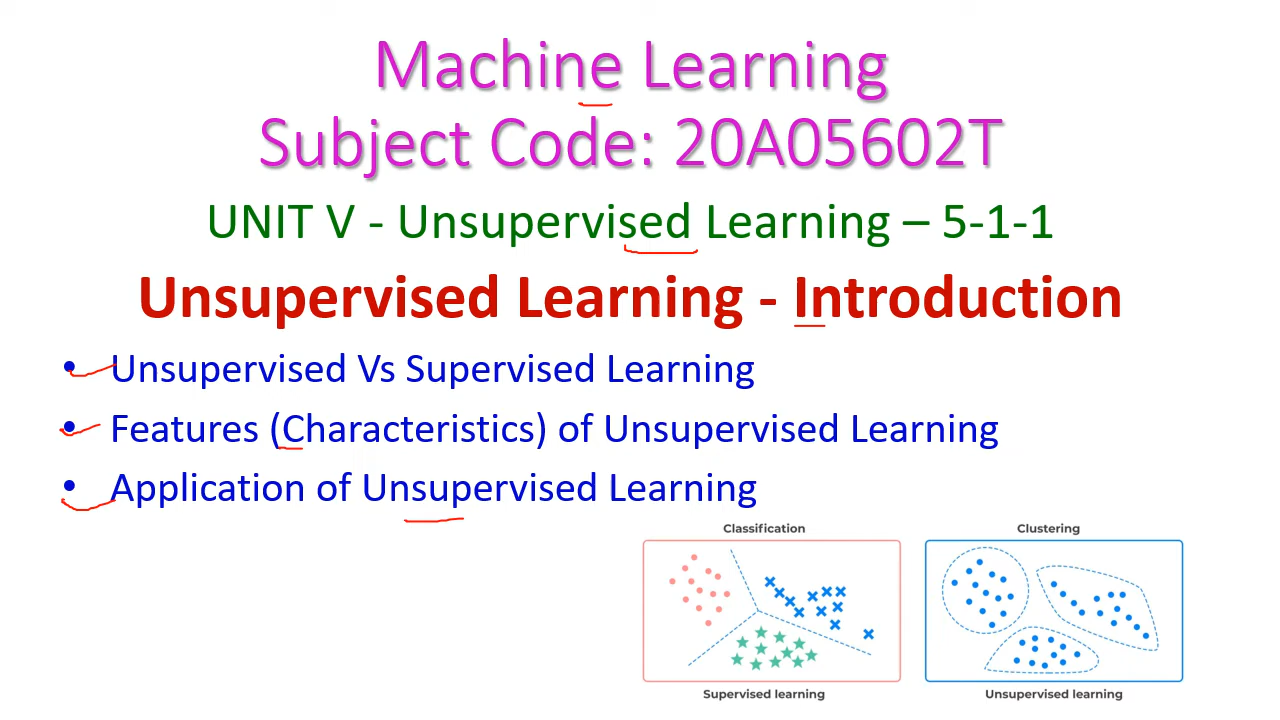 Machine Learning
Subject Code: 20A05602T
UNIT V - Unsupervised Learning – 5-1-1
Unsupervised Learning - Introduction
• Unsupervised Vs Supervised Learning
• Features (Characteristics) of Unsupervised Learning
• Application of Unsupervised Learning
Classification
Clustering
Supervised learning
Unsupervised learning